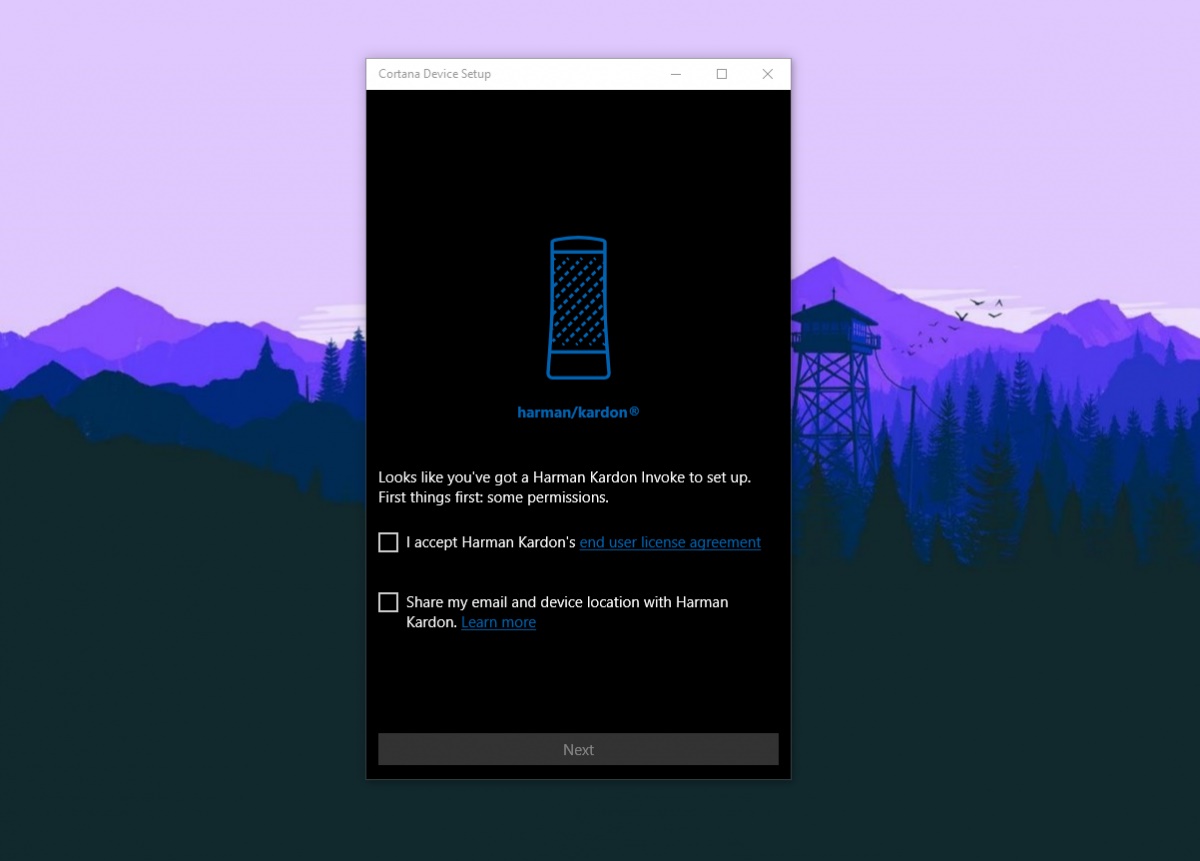 Cortana Device Setup
harman/kardon®
Looks like you've got a Harman Kardon Invoke to set up.
First things first: some permissions.
I accept Harman Kardon's end user license agreement
Share my email and device location with Harman
Kardon. Learn more
Next